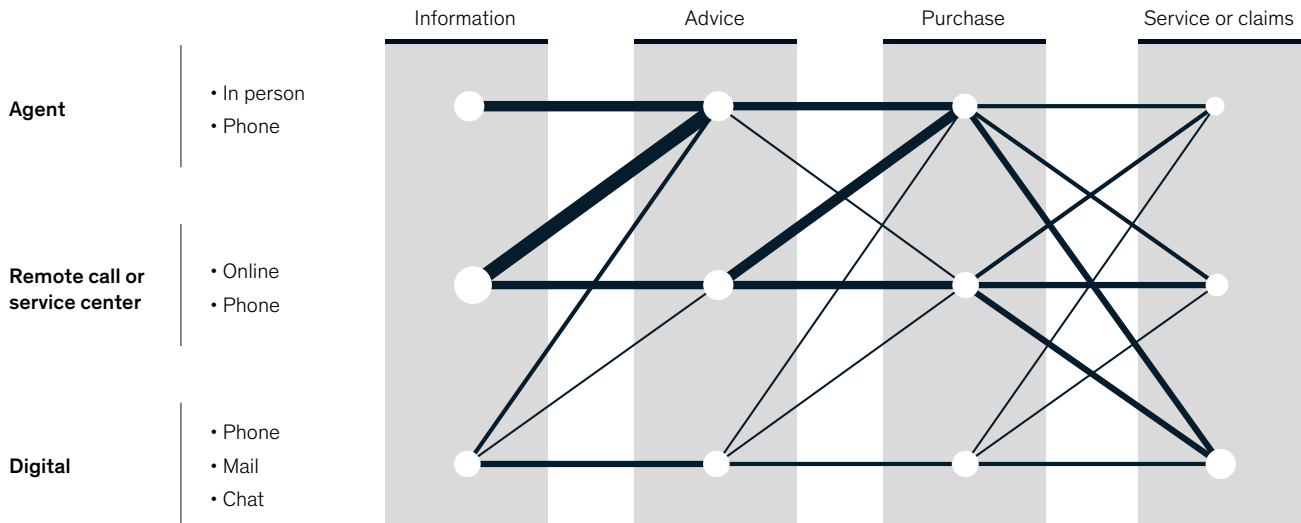 Information
Advice
Purchase
Service or claims
Agent
• In person
• Phone
Remote call or
service center
• Online
• Phone
Digital
• Phone
• Mail
• Chat